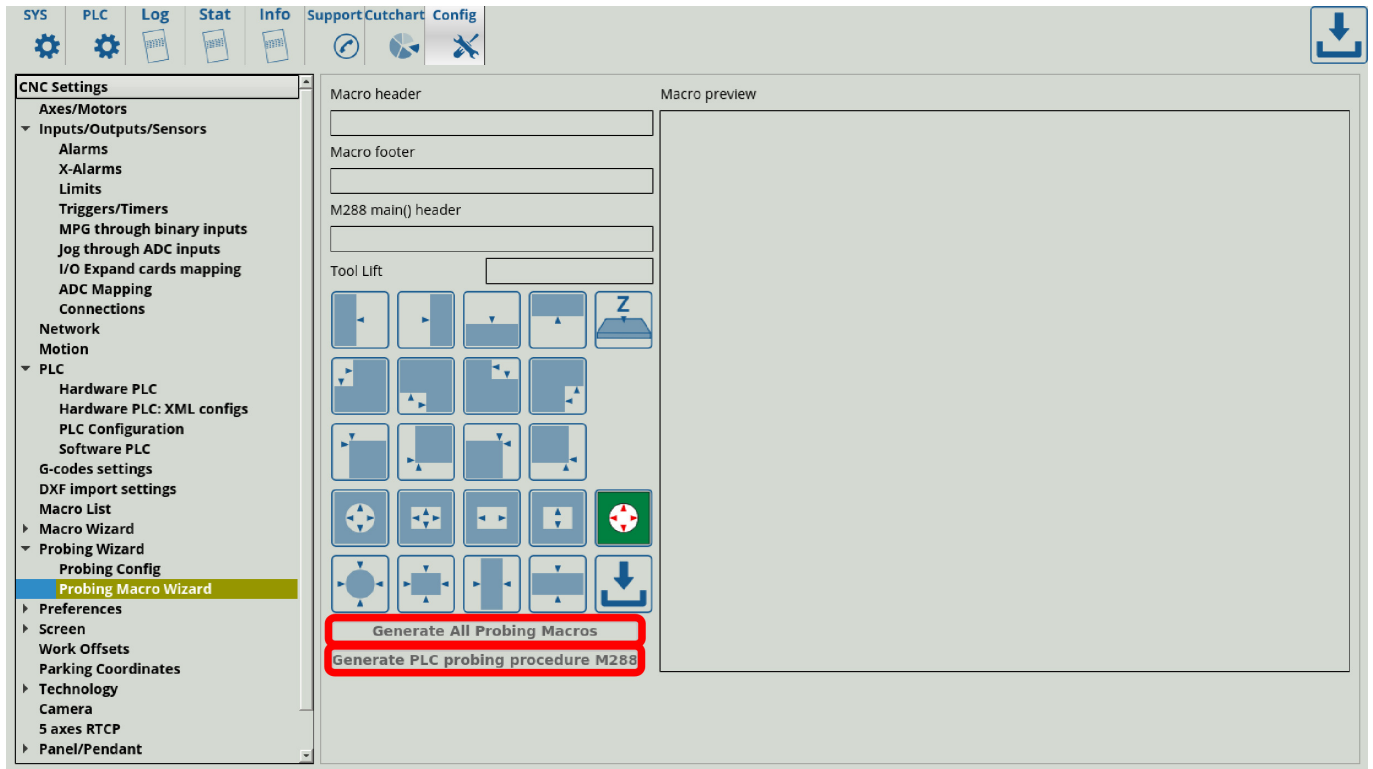 SYS PLC Log Stat Info Support Cutchart Config
CNC Settings
Axes/Motors
Inputs/Outputs/Sensors
Alarms
X-Alarms
Limits
Triggers/Timers
MPG through binary inputs
Jog through ADC inputs
I/O Expand cards mapping
ADC Mapping
Connections
Network
Motion
PLC
Hardware PLC
Hardware PLC: XML configs
PLC Configuration
Software PLC
G-codes settings
DXF import settings
Macro List
Macro Wizard
Probing Wizard
Probing Config
Probing Macro Wizard
Preferences
Screen
Work Offsets
Parking Coordinates
Technology
Camera
5 axes RTCP
Panel/Pendant
Macro header
Macro footer
M288 main() header
Tool Lift
Z
Generate All Probing Macros
Generate PLC probing procedure M288
Macro preview